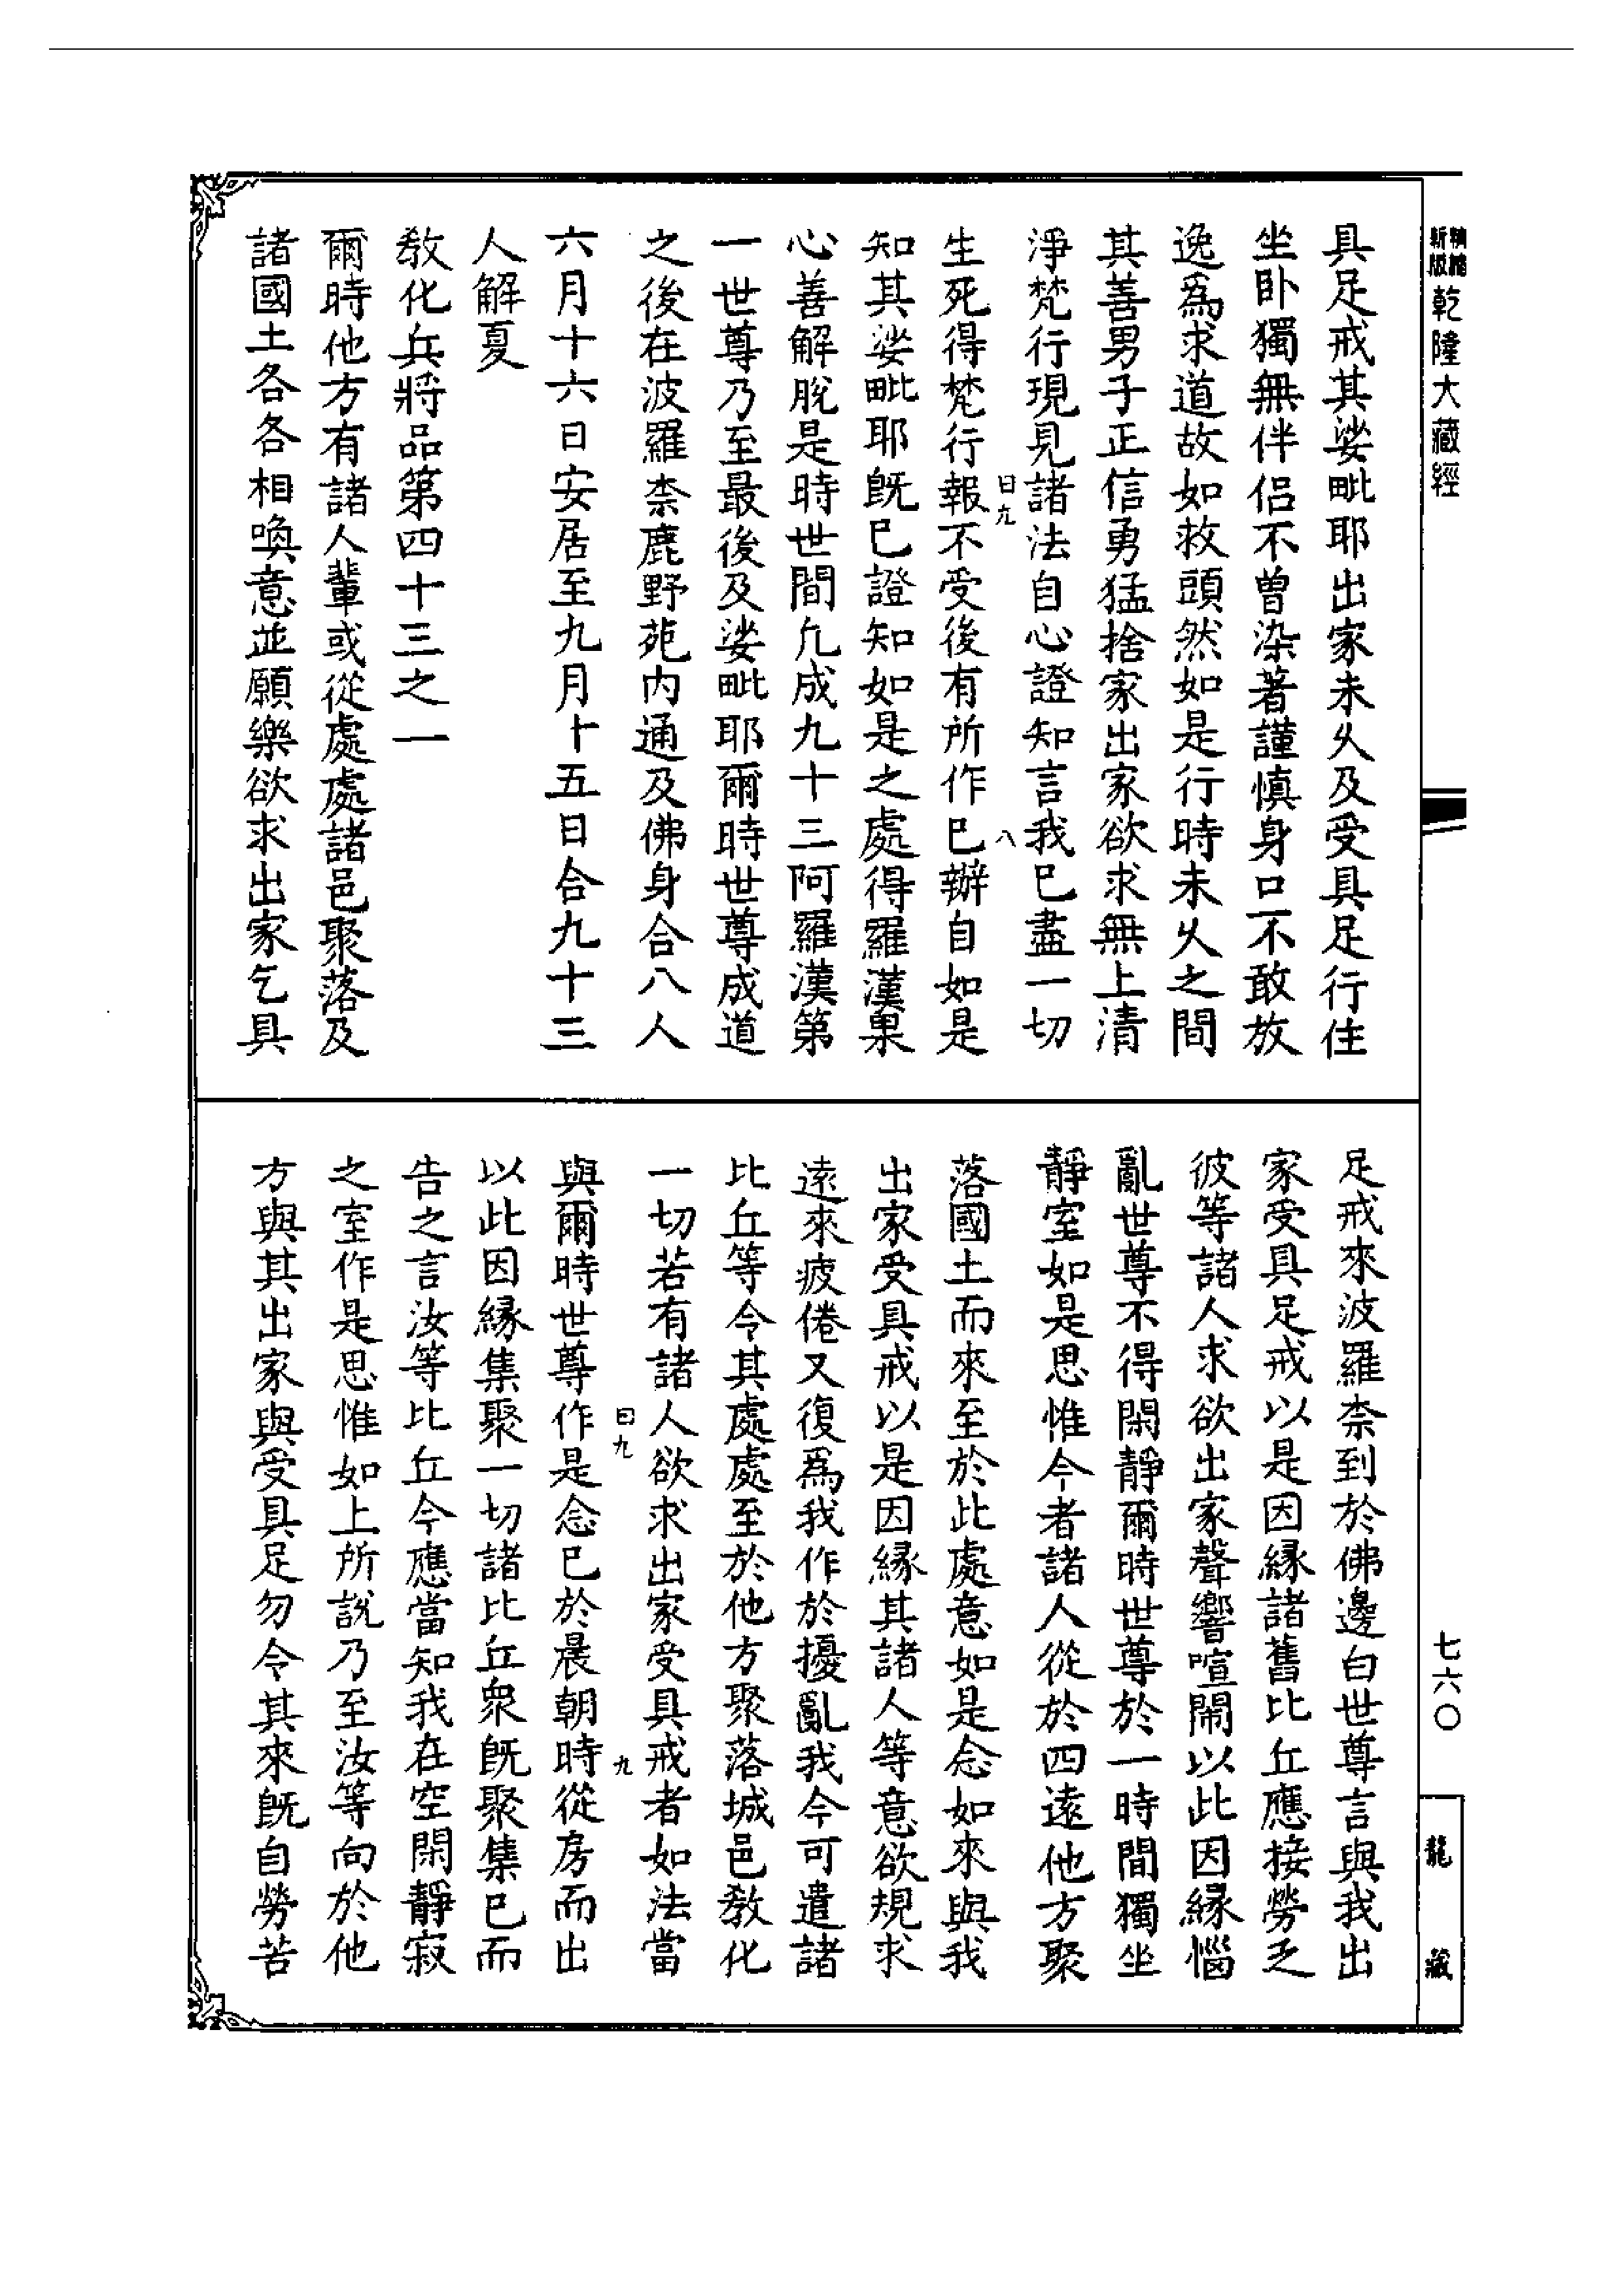 精縮新版乾隆大藏經
具足戒其娑毗耶出家未久及受具足行住
坐卧獨無伴侣不曾染著謹慎身口不敢放
逸為求道故如救頭然如是行時未久之間
其善男子正信勇猛捨家出家欲求無上清
淨梵行現見諸法自心證知言我已盡一切
曰九
八
生死得梵行報不受後有所作已辦自如是
知其娑毗耶既已證知如是之處得羅漢果
心善解脫是時世間凢成九十三阿羅漢第
一世尊乃至最後及娑毗耶爾時世尊成道
之後在波羅柰鹿野苑内通及佛身合八人
六月十六日安居至九月十五日合九十三
人解夏
教化兵將品第四十三之一
爾時他方有諸人輩或從處處諸邑聚落及
諸國土各各相喚意並願樂欲求出家乞具
足戒來波羅柰到於佛邊白世尊言與我出
家受具足戒以是因緣諸舊比丘應接勞乏
彼等諸人求欲出家聲響喧鬧以此因緣惱
亂世尊不得閑靜爾時世尊於一時間獨坐
靜室如是思惟今者諸人從於四遠他方聚
落國土而來至於此處意如是念如來與我
出家受具戒以是因緣其諸人等意欲規求
遠來疲倦又復為我作於擾亂我今可遣諸
比丘等令其處處至於他方聚落城邑教化
一切若有諸人欲求出家受具戒者如法當
曰九
九
與爾時世尊作是念已於晨朝時從房而出
以此因緣集聚一切諸比丘衆既聚集已而
告之言汝等比丘今應當知我在空閑靜寂
之室作是思惟如上所說乃至汝等向於他
方與其出家與受具足勿令其來既自勞苦
七六〇
龍藏